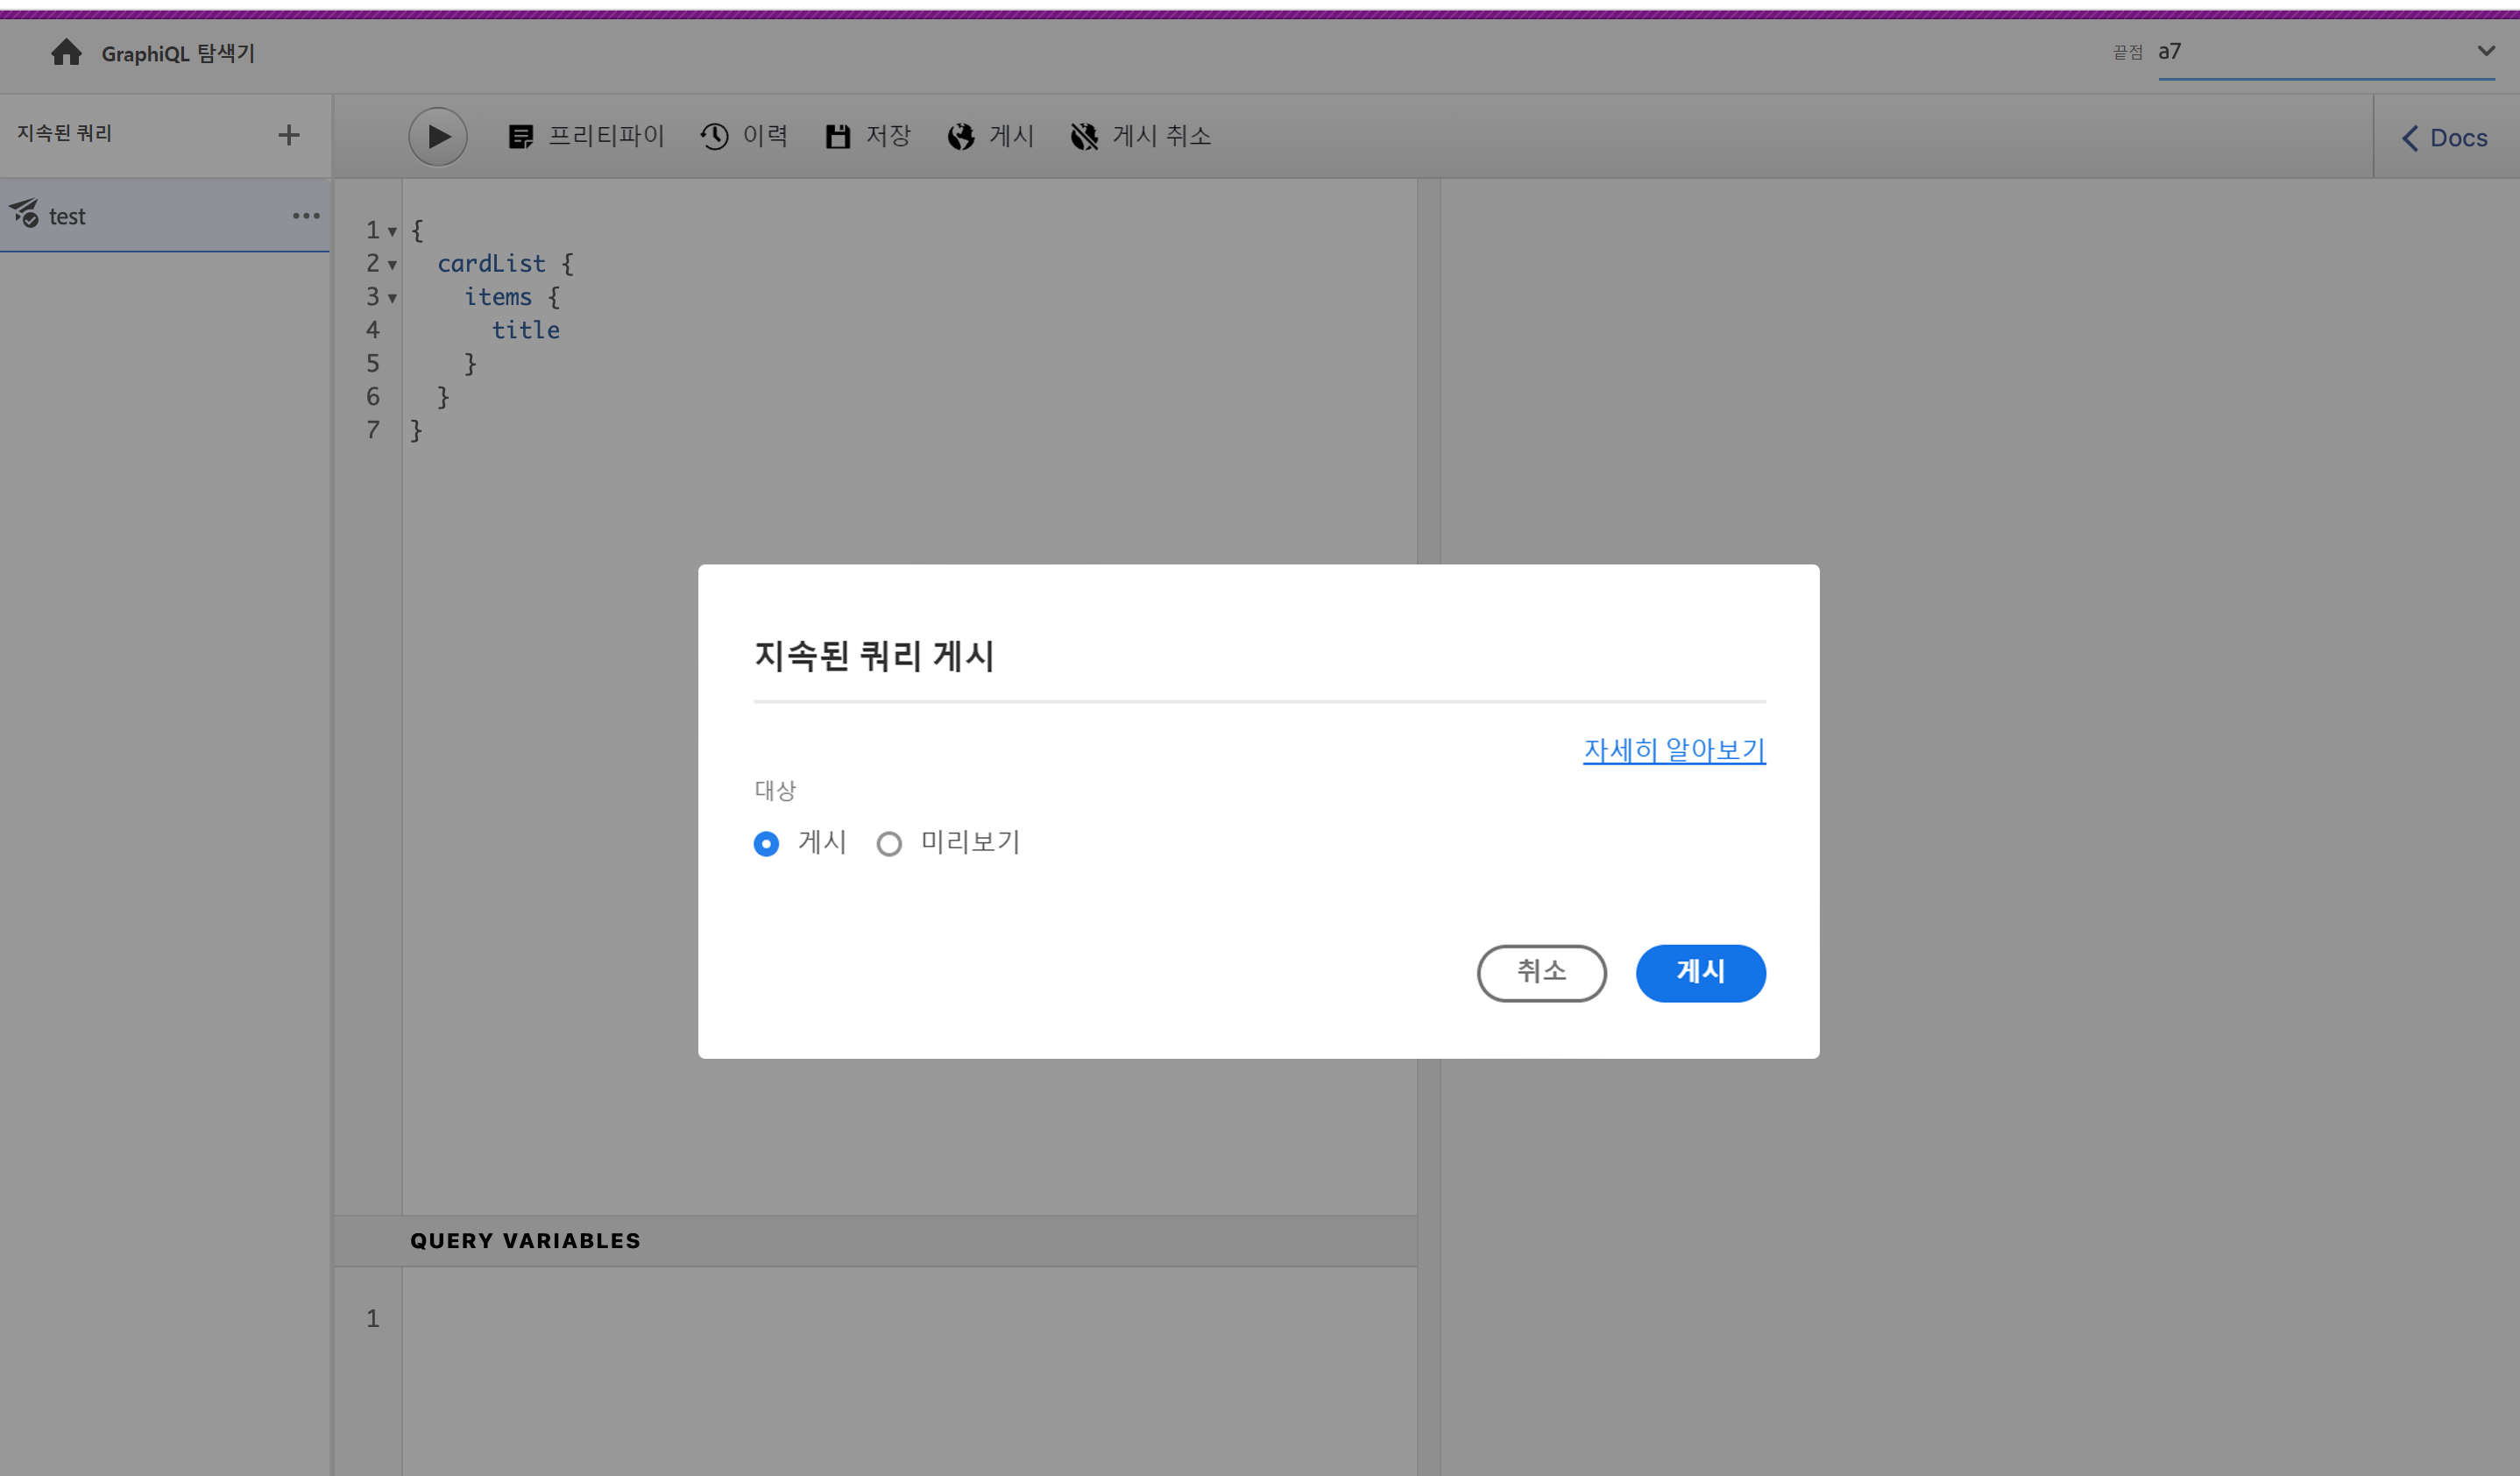 GraphiQL 탐색기
끝점 a7
지속된 쿼리
프리티파이 이력 저장 게시 게시 취소
Docs
test
1 {
2 cardList {
3 items {
4 title
5 }
6 }
7 }
지속된 쿼리 게시
자세히 알아보기
대상
게시 미리보기
취소 게시
QUERY VARIABLES
1